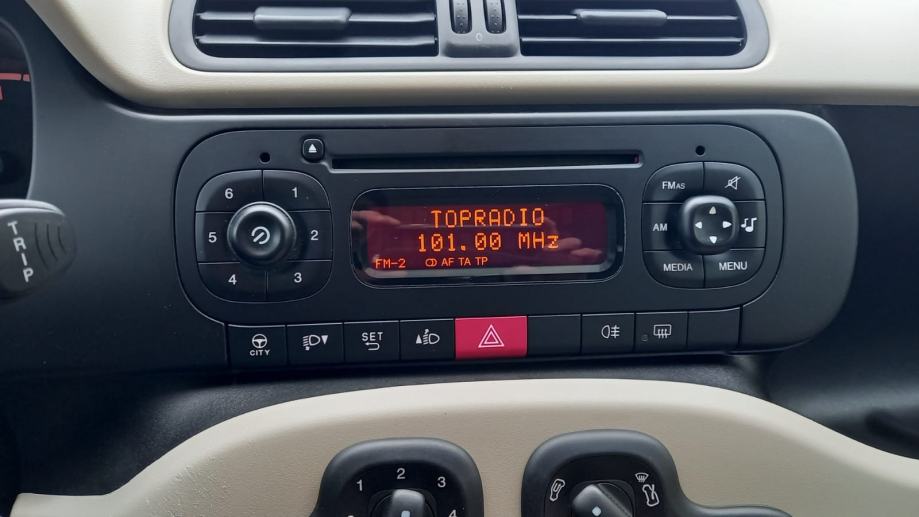 0
TOPRADIO
101.00 MHz
FM-2 AF TA TP
6 1
5 2
4 3
FMAS
AM
MEDIA MENU
TRIP
CITY
SET
1 2 3
4